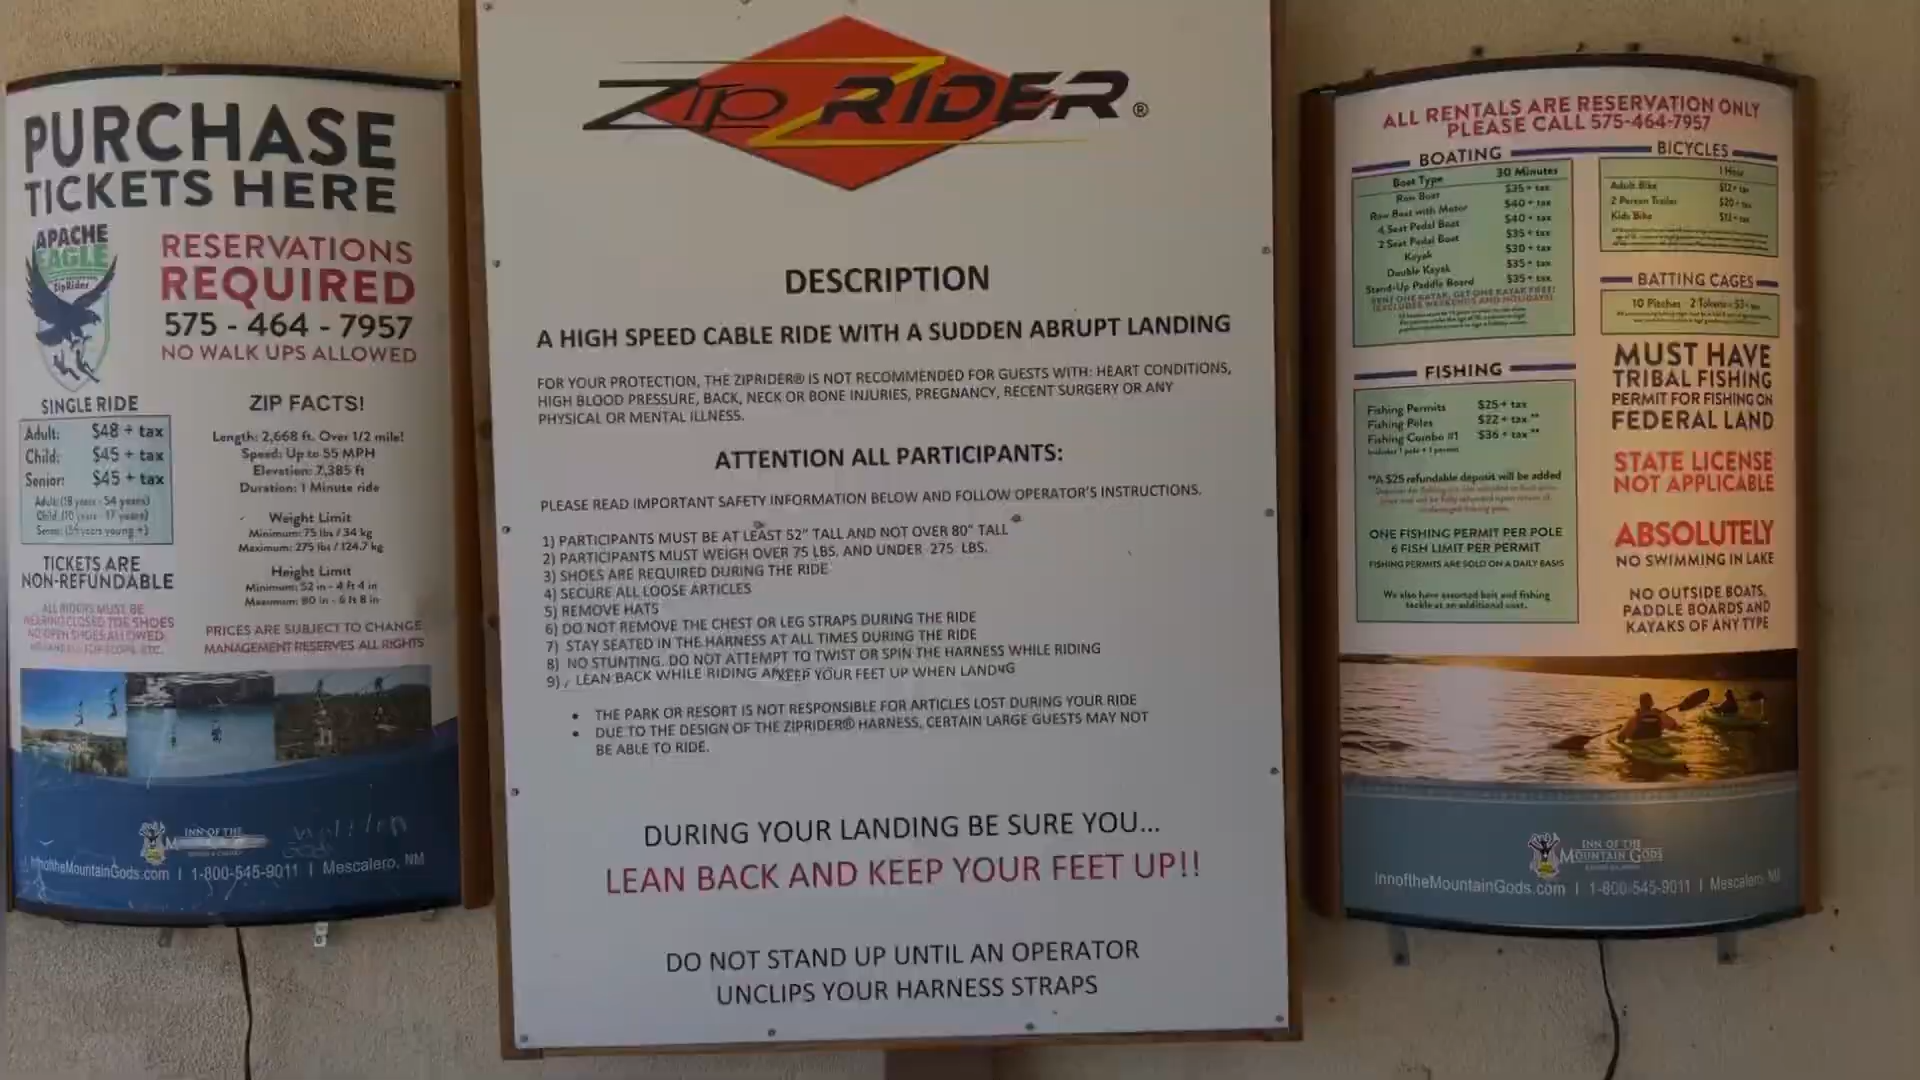 PURCHASE
TICKETS HERE
APACHE
EAGLE
ZipRider
RESERVATIONS
REQUIRED
575 - 464 - 7957
NO WALK UPS ALLOWED
SINGLE RIDE
Adult: $48 + tax
Child: $45 + tax
Senior: $45 + tax
Adult (18 years - 54 years)
Child (10 years - 17 years)
TICKETS ARE
NON-REFUNDABLE
ALL RIDERS MUST BE
WEARING CLOSED TOE SHOES
NO OPEN SHOES ALLOWED
ZIP FACTS!
Length: 2,668 ft. Over 1/2 mile!
Speed: Up to 55 MPH
Elevation: 7,385 ft
Duration: 1 Minute ride
Weight Limit
Minimum: 75 lbs / 34 kg
Maximum: 275 lbs / 124.7 kg
Height Limit
Minimum: 52 in - 4 ft 4 in
Maximum: 80 in - 6 ft 8 in
PRICES ARE SUBJECT TO CHANGE
MANAGEMENT RESERVES ALL RIGHTS
INN OF THE
InnoftheMountainGods.com | 1-800-545-9011 | Mescalero, NM
Zip RIDER®
DESCRIPTION
A HIGH SPEED CABLE RIDE WITH A SUDDEN ABRUPT LANDING
FOR YOUR PROTECTION, THE ZIPRIDER® IS NOT RECOMMENDED FOR GUESTS WITH: HEART CONDITIONS,
HIGH BLOOD PRESSURE, BACK, NECK OR BONE INJURIES, PREGNANCY, RECENT SURGERY OR ANY
PHYSICAL OR MENTAL ILLNESS.
ATTENTION ALL PARTICIPANTS:
PLEASE READ IMPORTANT SAFETY INFORMATION BELOW AND FOLLOW OPERATOR'S INSTRUCTIONS.
1) PARTICIPANTS MUST BE AT LEAST 52" TALL AND NOT OVER 80" TALL
2) PARTICIPANTS MUST WEIGH OVER 75 LBS. AND UNDER 275 LBS.
3) SHOES ARE REQUIRED DURING THE RIDE
4) SECURE ALL LOOSE ARTICLES
5) REMOVE HATS
6) DO NOT REMOVE THE CHEST OR LEG STRAPS DURING THE RIDE
7) STAY SEATED IN THE HARNESS AT ALL TIMES DURING THE RIDE
8) NO STUNTING. DO NOT ATTEMPT TO TWIST OR SPIN THE HARNESS WHILE RIDING
9) LEAN BACK WHILE RIDING KEEP YOUR FEET UP WHEN
• THE PARK OR RESORT IS NOT RESPONSIBLE FOR ARTICLES LOST DURING YOUR RIDE
• DUE TO THE DESIGN OF THE ZIPRIDER® HARNESS, CERTAIN LARGE GUESTS MAY NOT
BE ABLE TO RIDE.
DURING YOUR LANDING BE SURE YOU...
LEAN BACK AND KEEP YOUR FEET UP!!
DO NOT STAND UP UNTIL AN OPERATOR
UNCLIPS YOUR HARNESS STRAPS
ALL RENTALS ARE RESERVATION ONLY
PLEASE CALL 575-464-7957
BOATING
Boat Type 30 Minutes
Row Boat $35 + tax
Row Boat with Motor $40 + tax
4 Seat Pedal Boat $40 + tax
2 Seat Pedal Boat $35 + tax
Kayak $30 + tax
Double Kayak $35 + tax
Stand-Up Paddle Board $35 + tax
RENT ONE KAYAK, GET ONE KAYAK FREE!
(EXCLUDES WEEKENDS AND HOLIDAYS)
FISHING
Fishing Permits $25 + tax
Fishing Poles $22 + tax **
Fishing Combo #1 $36 + tax **
Includes 1 pole + 1 permit
**A $25 refundable deposit will be added
ONE FISHING PERMIT PER POLE
6 FISH LIMIT PER PERMIT
FISHING PERMITS ARE SOLD ON A DAILY BASIS
We also have assorted bait and fishing
tackle at an additional cost.
BICYCLES
1 Hour
Adult Bike $12 + tax
2 Person Trailer $20 + tax
Kids Bike $12 + tax
BATTING CAGES
10 Pitches - 2 Tokens - $3 + tax
MUST HAVE
TRIBAL FISHING
PERMIT FOR FISHING ON
FEDERAL LAND
STATE LICENSE
NOT APPLICABLE
ABSOLUTELY
NO SWIMMING IN LAKE
NO OUTSIDE BOATS,
PADDLE BOARDS AND
KAYAKS OF ANY TYPE
INN OF THE
MOUNTAIN GODS
InnoftheMountainGods.com | 1-800-545-9011 | Mescalero, NM